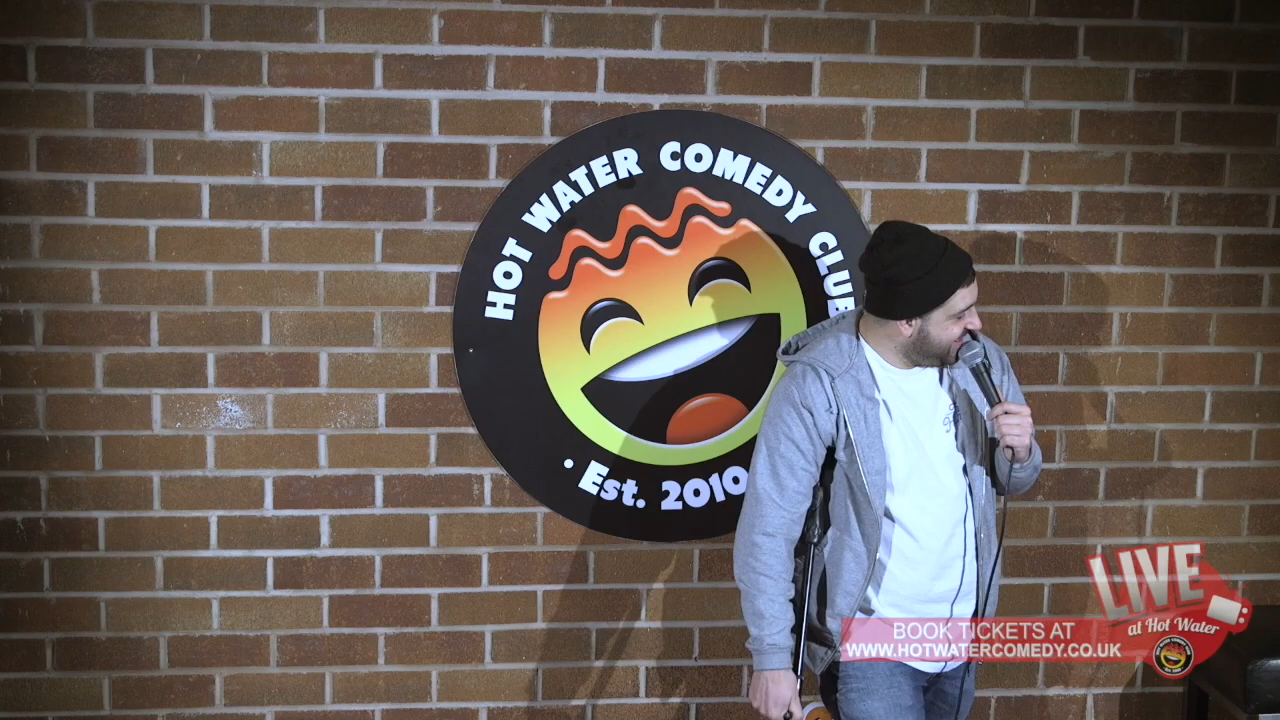 HOT WATER COMEDY CLUB
· Est. 2010
LIVE
at Hot Water
BOOK TICKETS AT
WWW.HOTWATERCOMEDY.CO.UK